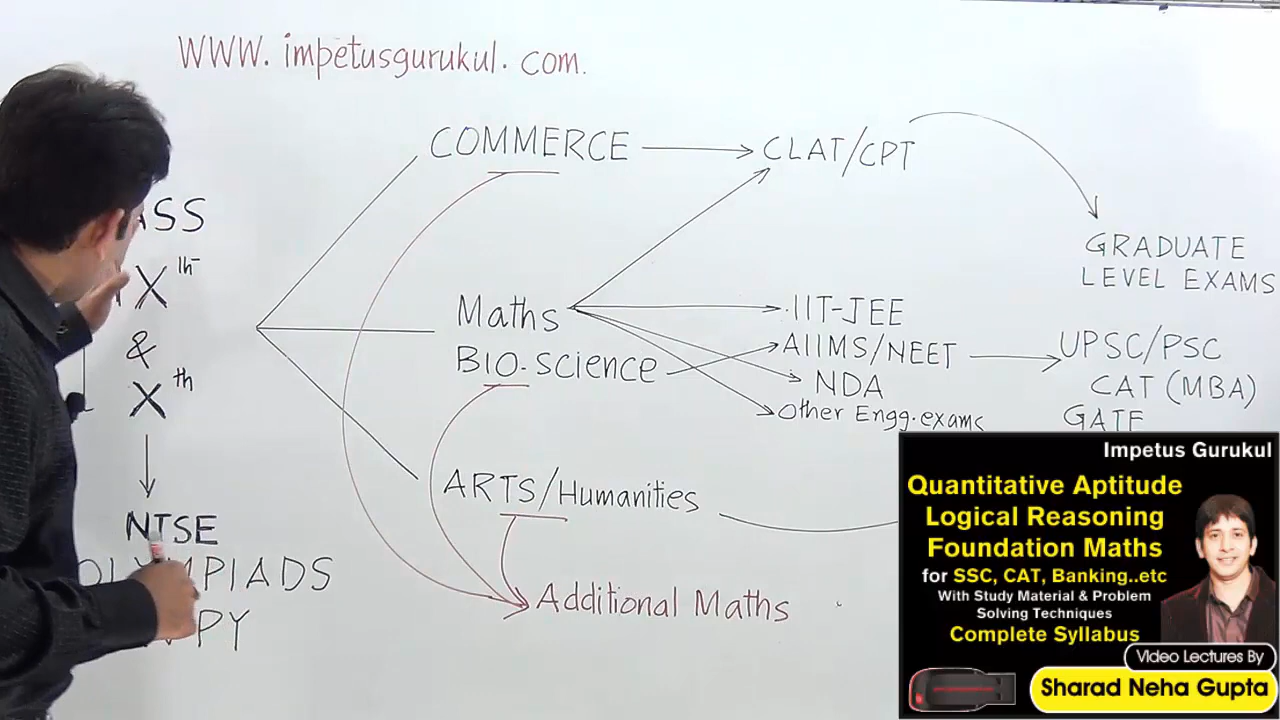 WWW. impetusgurukul. com.
COMMERCE
CLAT/CPT
GRADUATE
LEVEL EXAMS
X th
&
X th
NTSE
OLYMPIADS
Maths
BIO-Science
ARTS/Humanities
Additional Maths
IIT-JEE
AIIMS/NEET
NDA
Other Engg. exams
UPSC/PSC
CAT (MBA)
GATE
Impetus Gurukul
Quantitative Aptitude
Logical Reasoning
Foundation Maths
for SSC, CAT, Banking..etc
With Study Material & Problem
Solving Techniques
Complete Syllabus
Video Lectures By
Sharad Neha Gupta